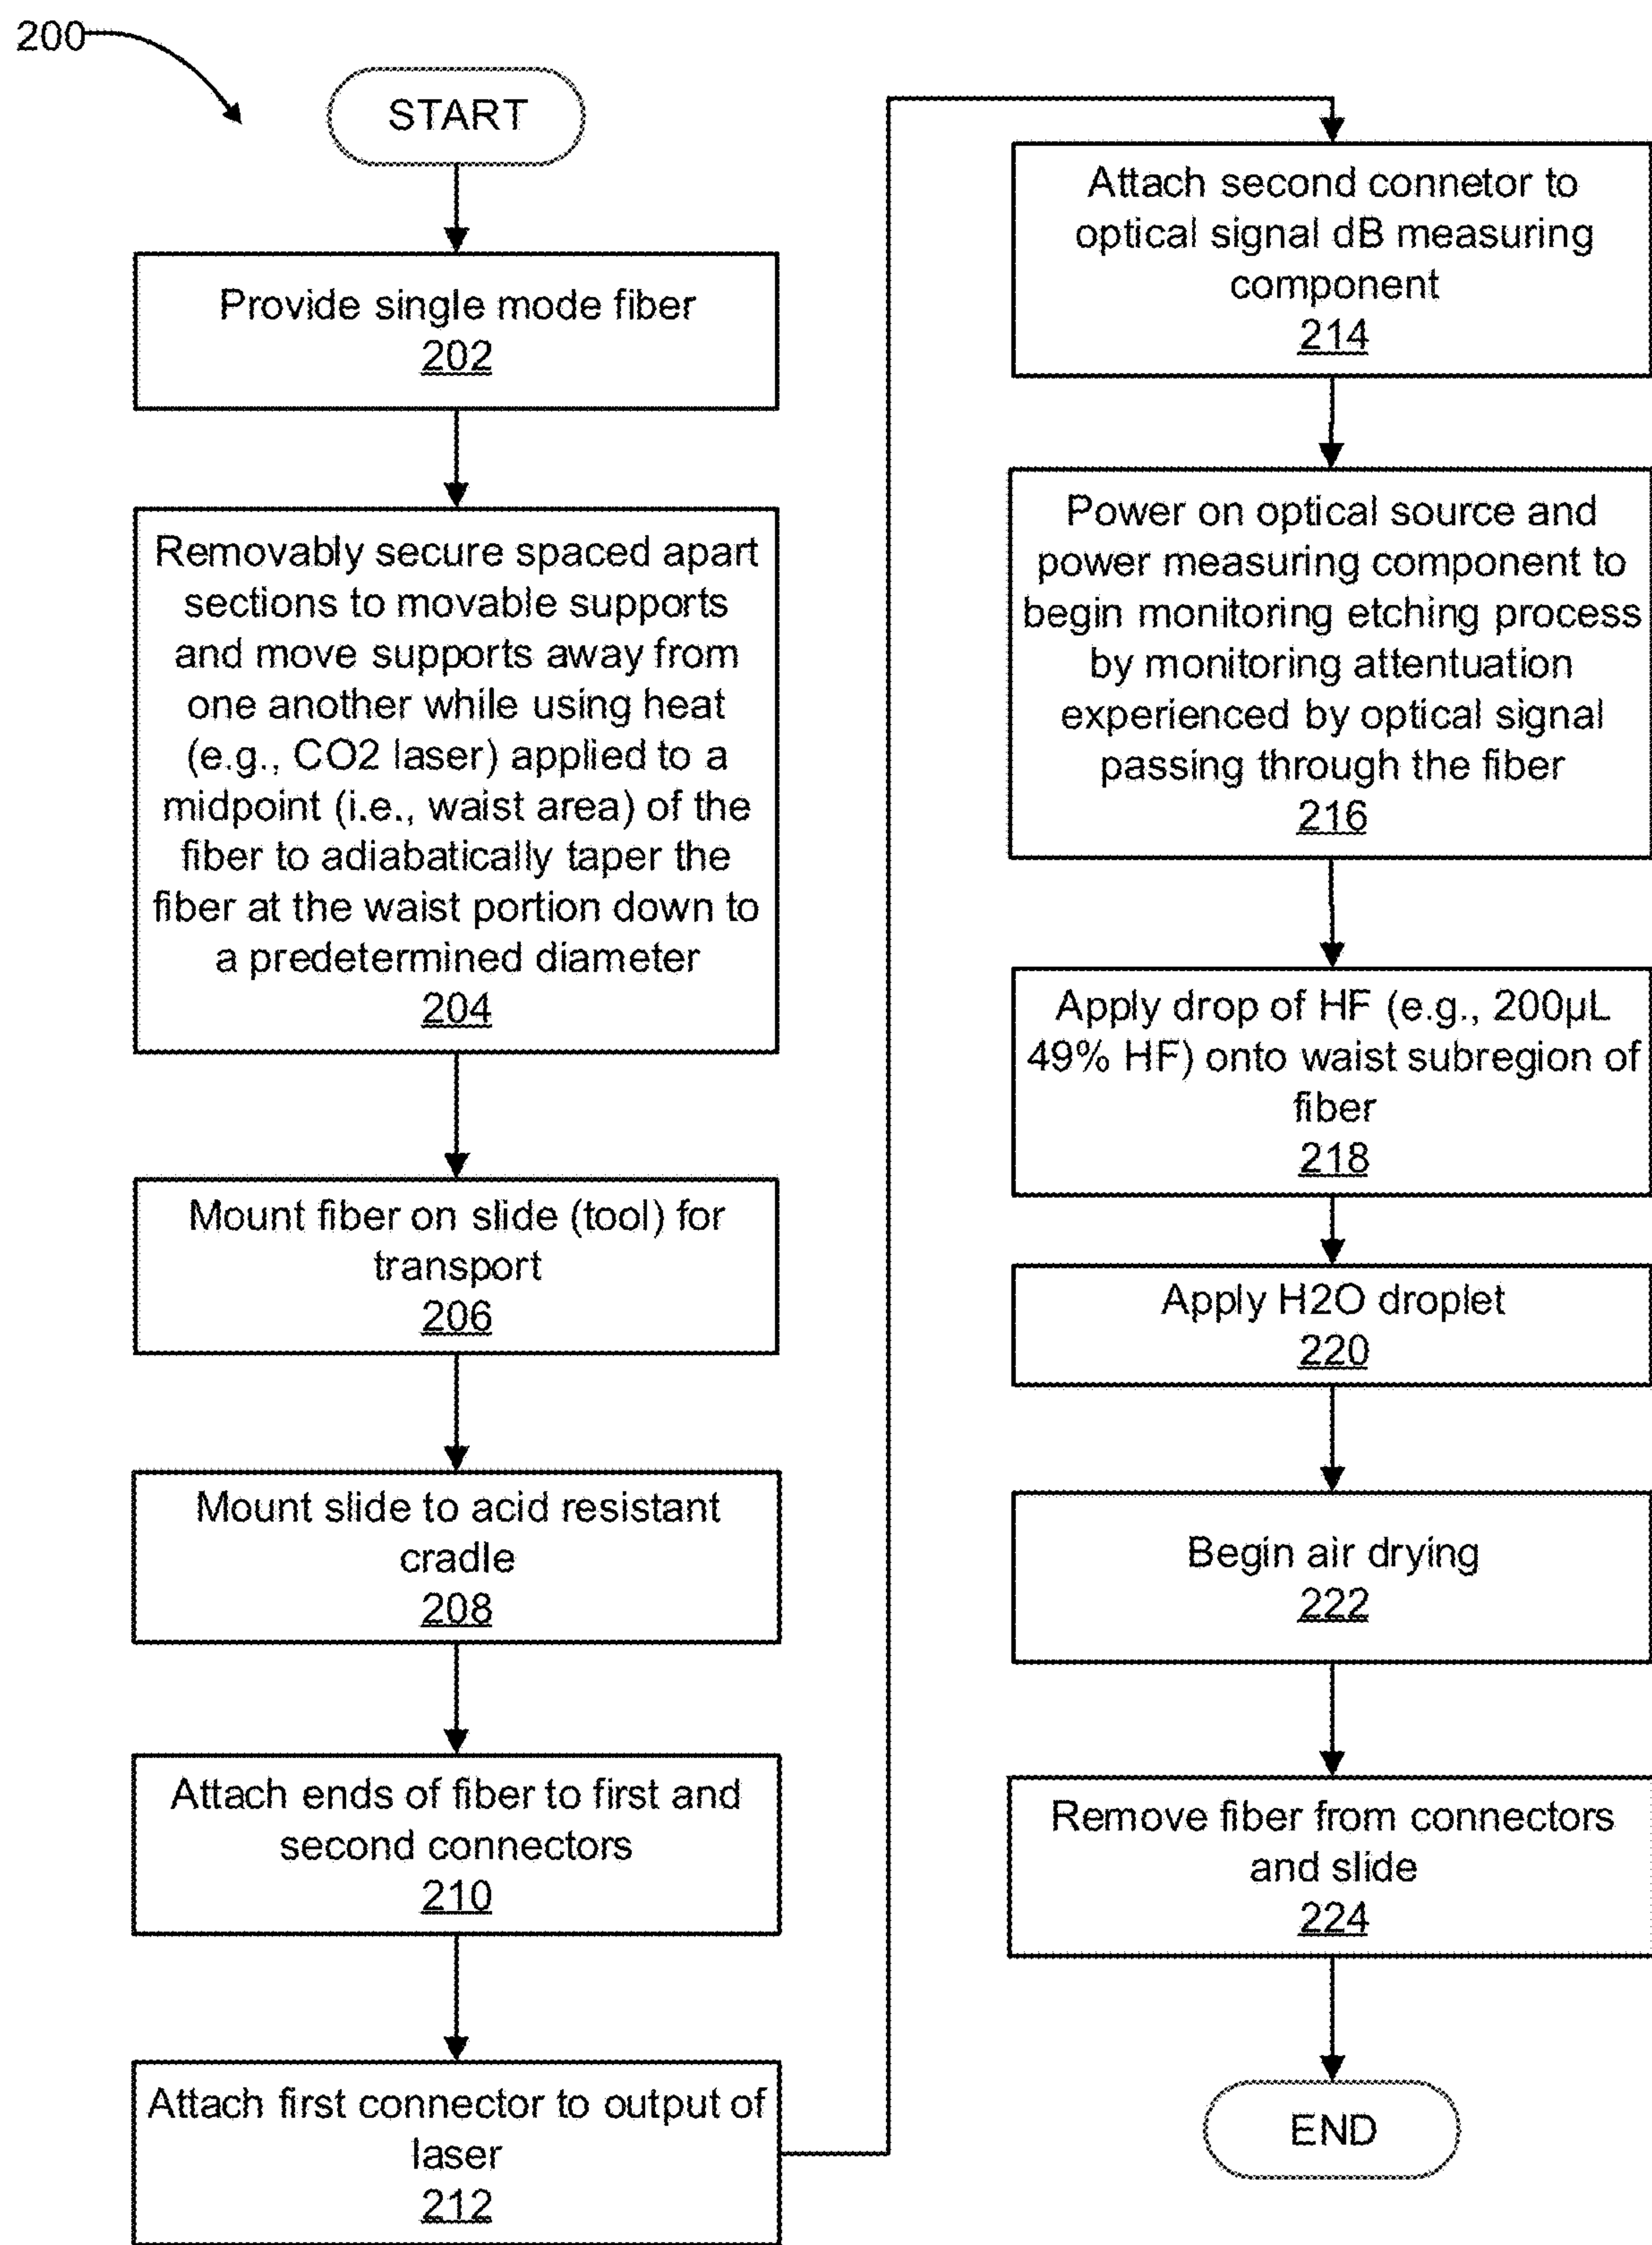 200
START
Provide single mode fiber
202
Removably secure spaced apart
sections to movable supports
and move supports away from
one another while using heat
(e.g., CO2 laser) applied to a
midpoint (i.e., waist area) of the
fiber to adiabatically taper the
fiber at the waist portion down to
a predetermined diameter
204
Mount fiber on slide (tool) for
transport
206
Mount slide to acid resistant
cradle
208
Attach ends of fiber to first and
second connectors
210
Attach first connector to output of
laser
212
Attach second connetor to
optical signal dB measuring
component
214
Power on optical source and
power measuring component to
begin monitoring etching process
by monitoring attentuation
experienced by optical signal
passing through the fiber
216
Apply drop of HF (e.g., 200µL
49% HF) onto waist subregion of
fiber
218
Apply H2O droplet
220
Begin air drying
222
Remove fiber from connectors
and slide
224
END